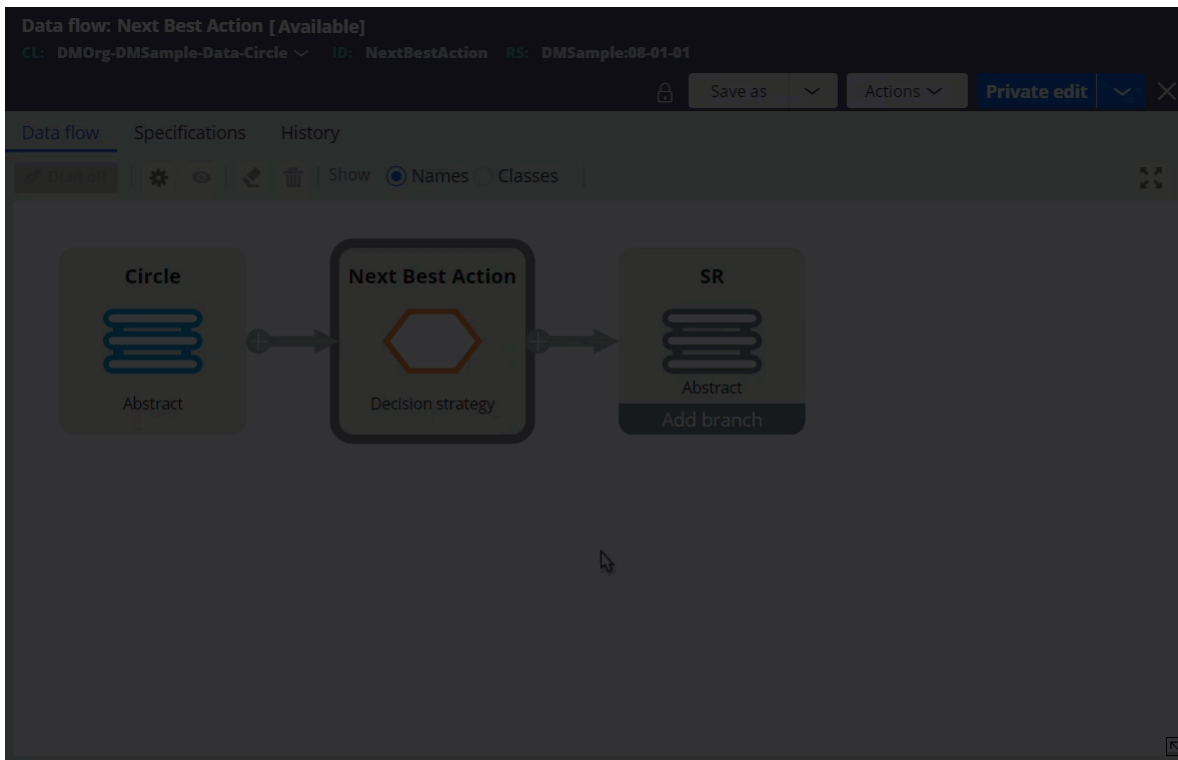 Data flow: Next Best Action [Available]
CL: DMOrg-DMSample-Data-Circle ID: NextBestAction RS: DMSample:08-01-01
Save as Actions Private edit
Data flow Specifications History
Draft off Show Names Classes
Circle Next Best Action SR
Abstract Decision strategy Abstract
Add branch